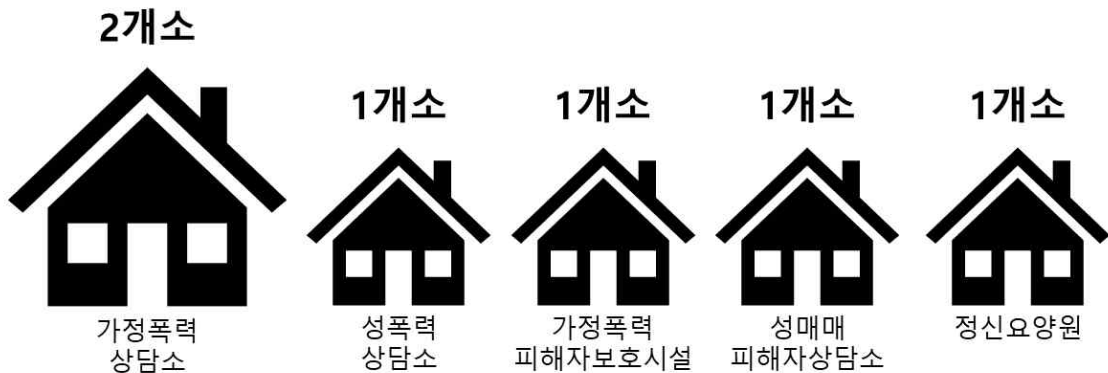 2개소
1개소
1개소
1개소
1개소
가정폭력
상담소
성폭력
상담소
가정폭력
피해자보호시설
성매매
피해자상담소
정신요양원